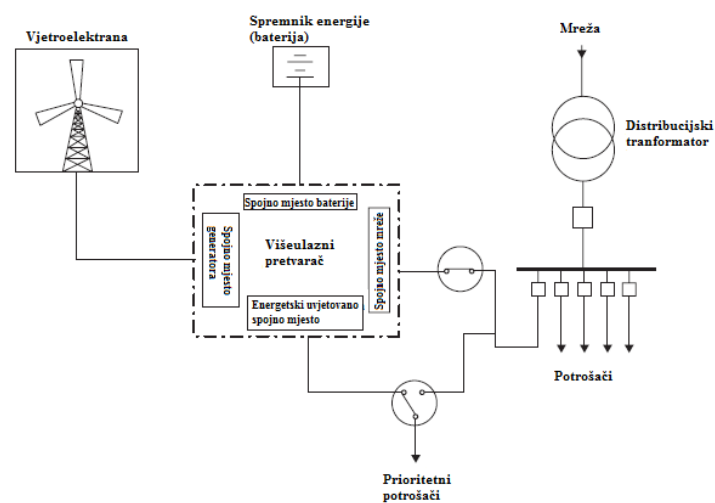 Vjetroelektrana
Spremnik energije
(baterija)
Mreža
Distribucijski
tranformator
Spojno mjesto baterije
Spojno mjesto
generatora
Višeulazni
pretvarač
Spojno mjesto mreže
Energetski uvjetovano
spojno mjesto
Potrošači
Prioritetni
potrošači